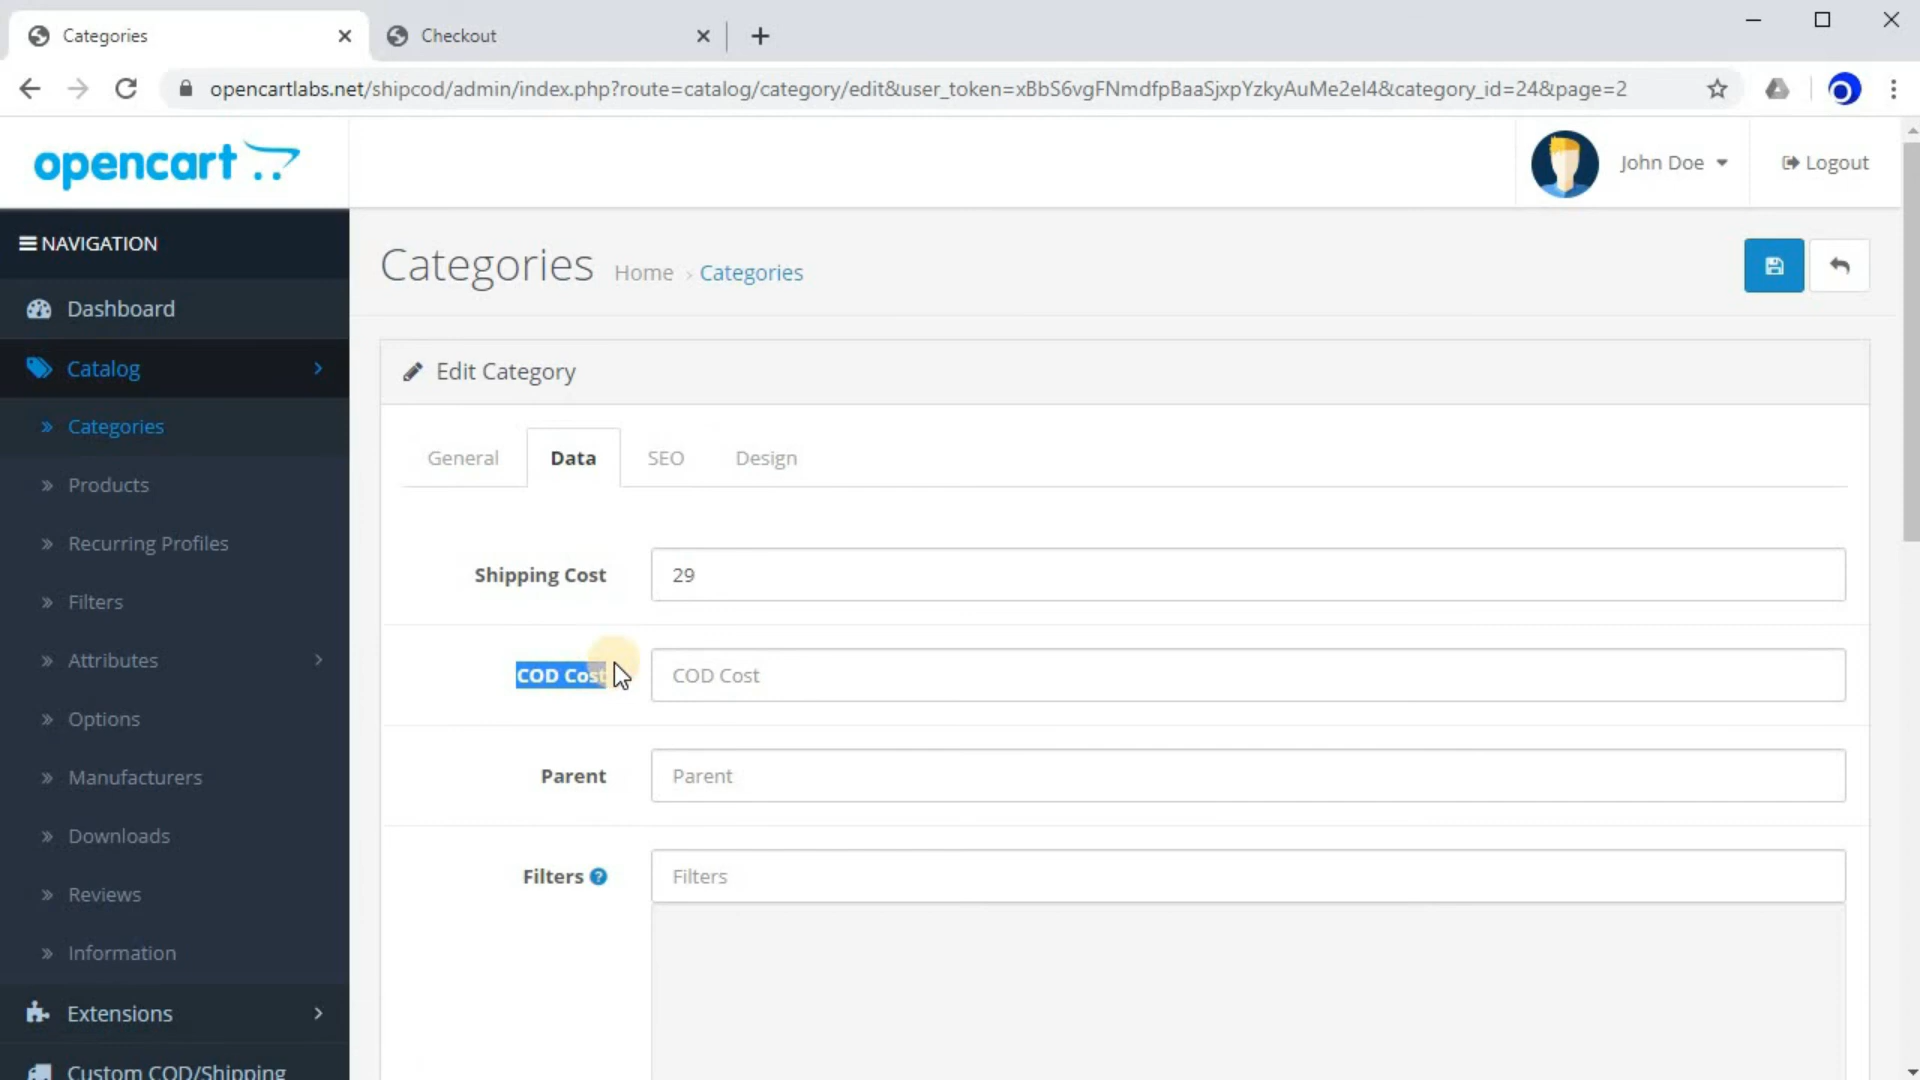 Categories
Checkout
opencartlabs.net/shipcod/admin/index.php?route=catalog/category/edit&user_token=xBbS6vgFNmdfpBaaSjxpYzkyAuMe2el4&category_id=24&page=2
opencart
John Doe
Logout
NAVIGATION
Dashboard
Catalog
Categories
Products
Recurring Profiles
Filters
Attributes
Options
Manufacturers
Downloads
Reviews
Information
Extensions
Custom COD/Shipping
Categories
Home › Categories
Edit Category
General Data SEO Design
Shipping Cost 29
COD Cost COD Cost
Parent Parent
Filters ? Filters